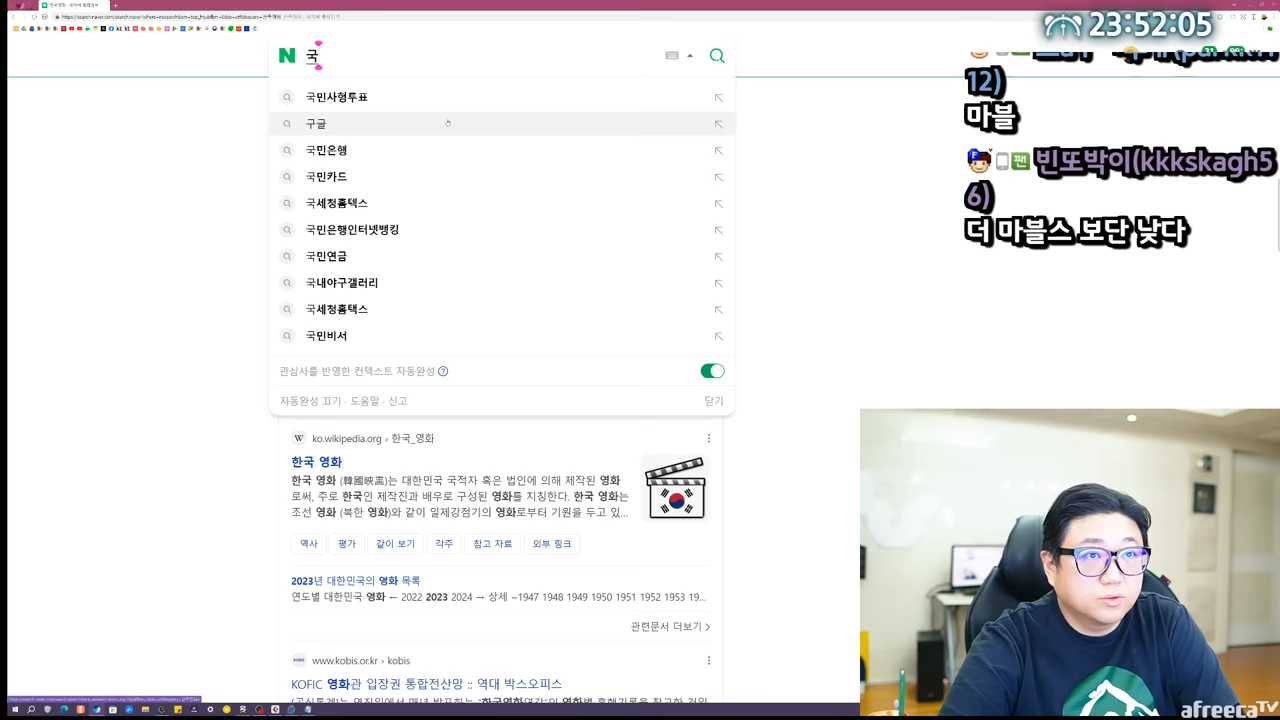 23:52:05
N 국
국민사형투표
구글
국민은행
국민카드
국세청홈텍스
국민은행인터넷뱅킹
국민연금
국내야구갤러리
국세청홈택스
국민비서
관심사를 반영한 컨텍스트 자동완성 ?
자동완성 끄기 · 도움말 · 신고
닫기
W ko.wikipedia.org › 한국_영화
한국 영화
한국 영화 (韓國映畫)는 대한민국 국적자 혹은 법인에 의해 제작된 영화
로써, 주로 한국인 제작진과 배우로 구성된 영화를 지칭한다. 한국 영화는
조선 영화 (북한 영화)와 같이 일제강점기의 영화로부터 기원을 두고 있...
역사 평가 같이 보기 각주 참고 자료 외부 링크
2023년 대한민국의 영화 목록
연도별 대한민국 영화 ← 2022 2023 2024 → 상세 ~1947 1948 1949 1950 1951 1952 1953 19...
관련문서 더보기 >
www.kobis.or.kr › kobis
KOFIC 영화관 입장권 통합전산망 :: 역대 박스오피스
12)
마블
팬 빈또박이(kkkskagh5
6)
더 마블스 보단 낮다
afreecaTV